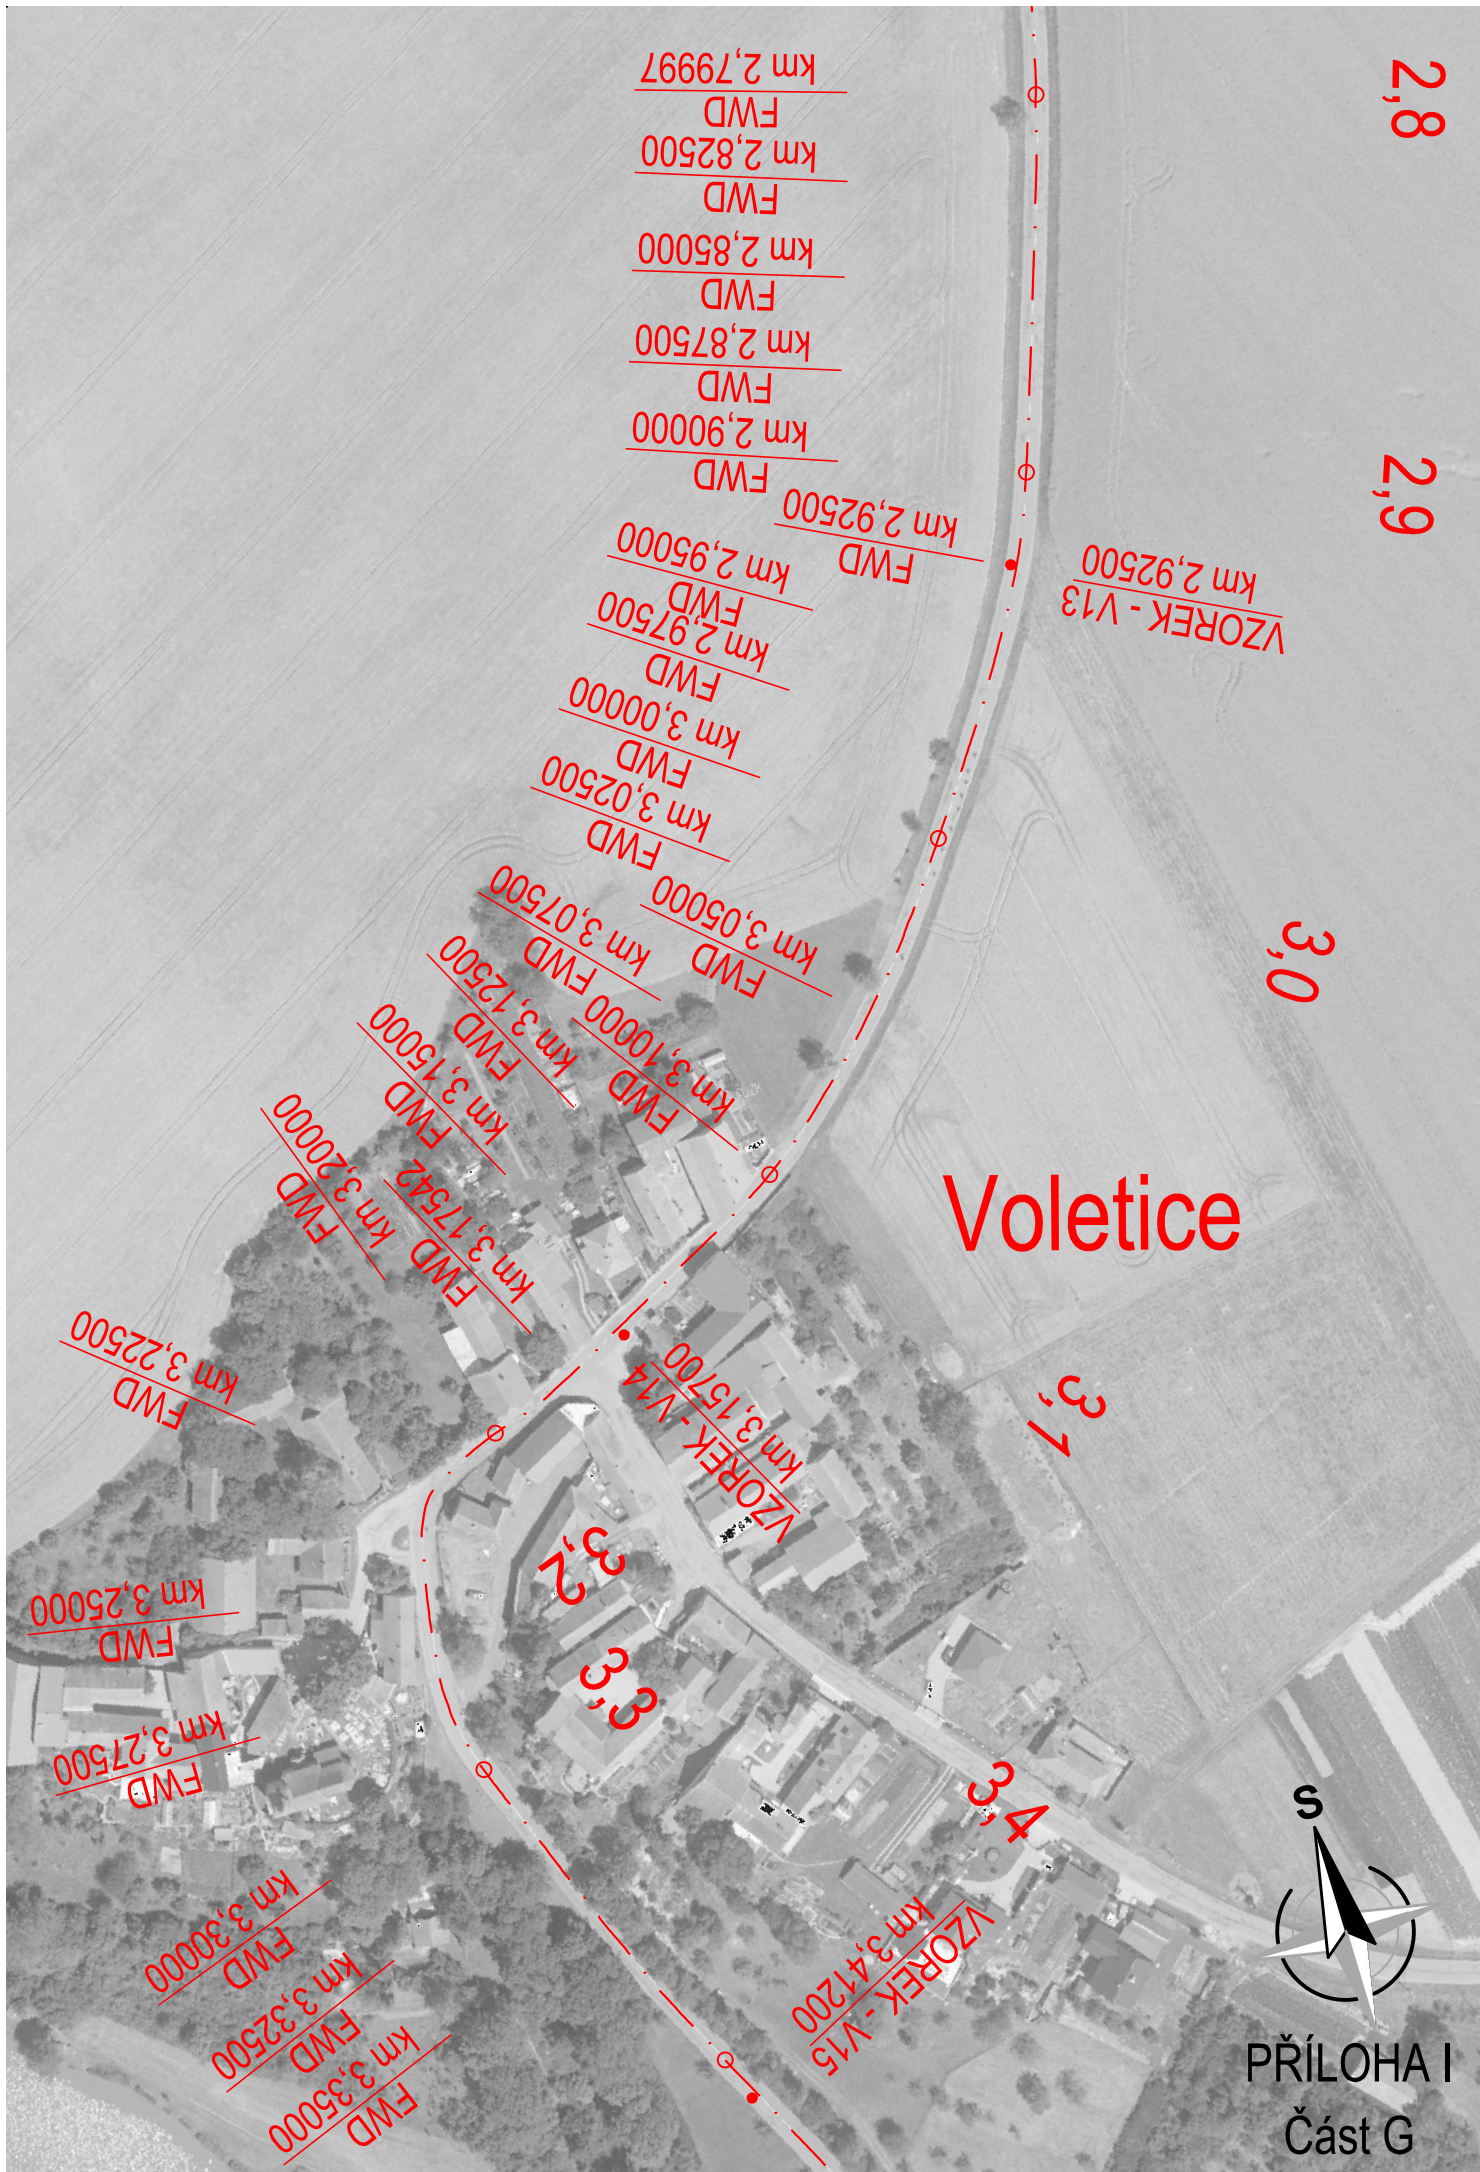 km 2,79997
FWD
km 2,82500
FWD
km 2,85000
FWD
km 2,87500
FWD
km 2,90000
FWD
km 2,92500
FWD
km 2,95000
FWD
km 2,97500
FWD
km 3,00000
FWD
km 3,02500
FWD
km 3,05000
FWD
km 3,07500
FWD
km 3,10000
FWD
km 3,12500
FWD
km 3,15000
FWD
km 3,17542
FWD
km 3,20000
FWD
km 3,22500
FWD
km 3,25000
FWD
km 3,27500
FWD
km 3,30000
FWD
km 3,32500
FWD
km 3,35000
FWD
km 2,92500
VZOREK - V13
VZOREK - V14
km 3,15700
km 3,41200
VZOREK - V15
2,8
2,9
3,0
3,1
3,2
3,3
3,4
Voletice
S
PŘÍLOHA I
Část G